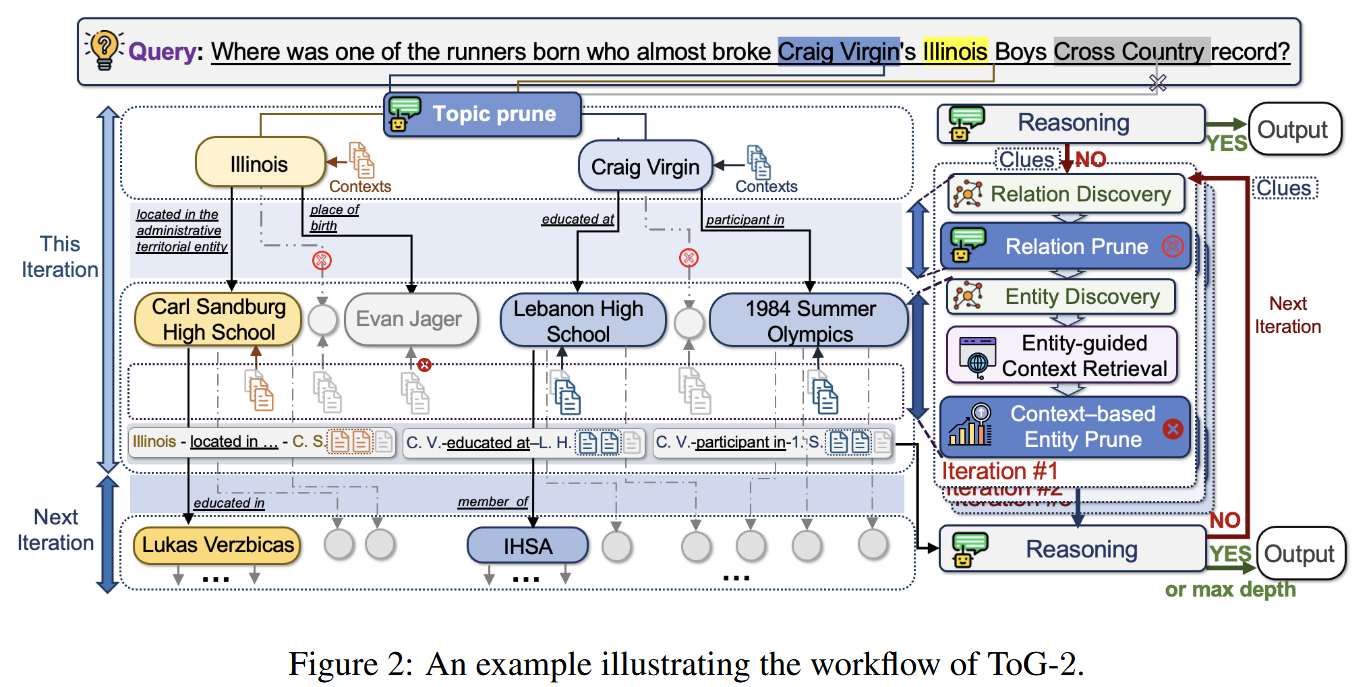 Query: Where was one of the runners born who almost broke Craig Virgin's Illinois Boys Cross Country record?
Topic prune
Illinois
Contexts
Craig Virgin
Contexts
This
Iteration
located in the
administrative
territorial entity
place of
birth
educated at
participant in
Carl Sandburg
High School
Evan Jager
Lebanon High
School
1984 Summer
Olympics
Illinois - located in ... - C. S.
C. V.-educated at–L. H.
C. V.-participant in-1. S.
Next
Iteration
educated in
member of
Lukas Verzbicas
...
IHSA
...
...
Reasoning
YES
Output
Clues
NO
Relation Discovery
Clues
Relation Prune
Entity Discovery
Next
Iteration
Entity-guided
Context Retrieval
Context–based
Entity Prune
Iteration #1
Iteration #2
NO
Reasoning
YES
Output
or max depth
Figure 2: An example illustrating the workflow of ToG-2.